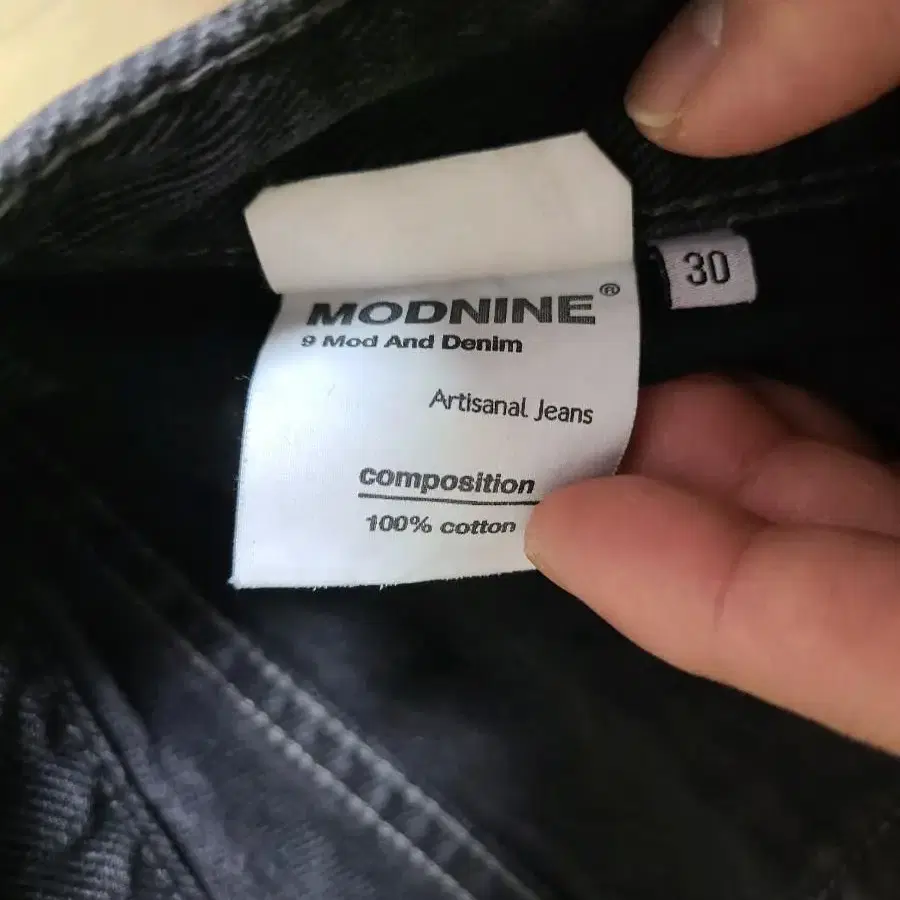 MODNINE®
30
9 Mod And Denim
Artisanal Jeans
composition
100% cotton